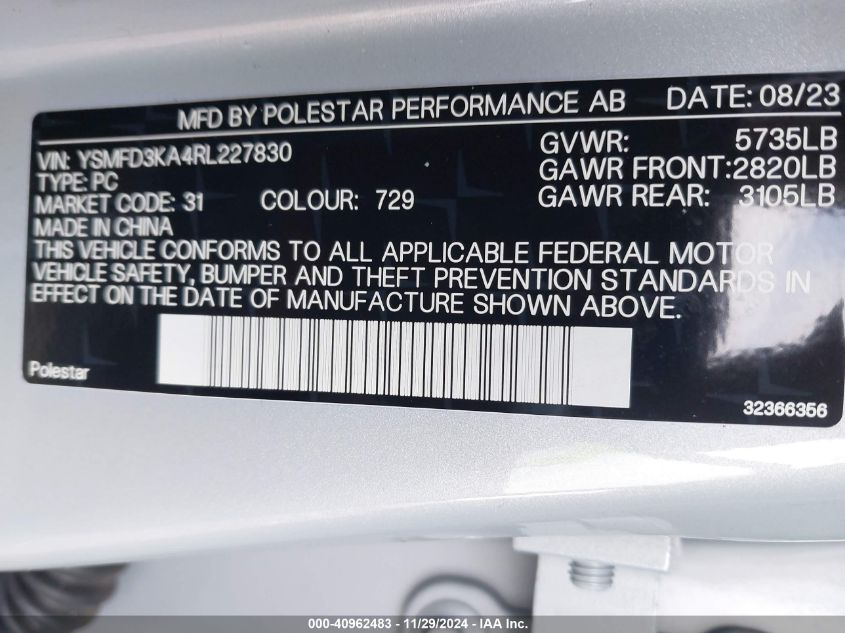 MFD BY POLESTAR PERFORMANCE AB DATE: 08/23
VIN: YSMFD3KA4RL227830 GVWR: 5735LB
TYPE: PC GAWR FRONT:2820LB
MARKET CODE: 31 COLOUR: 729 GAWR REAR: 3105LB
MADE IN CHINA
THIS VEHICLE CONFORMS TO ALL APPLICABLE FEDERAL MOTOR
VEHICLE SAFETY, BUMPER AND THEFT PREVENTION STANDARDS IN
EFFECT ON THE DATE OF MANUFACTURE SHOWN ABOVE.
Polestar
32366356
000-40962483 - 11/29/2024 - IAA Inc.